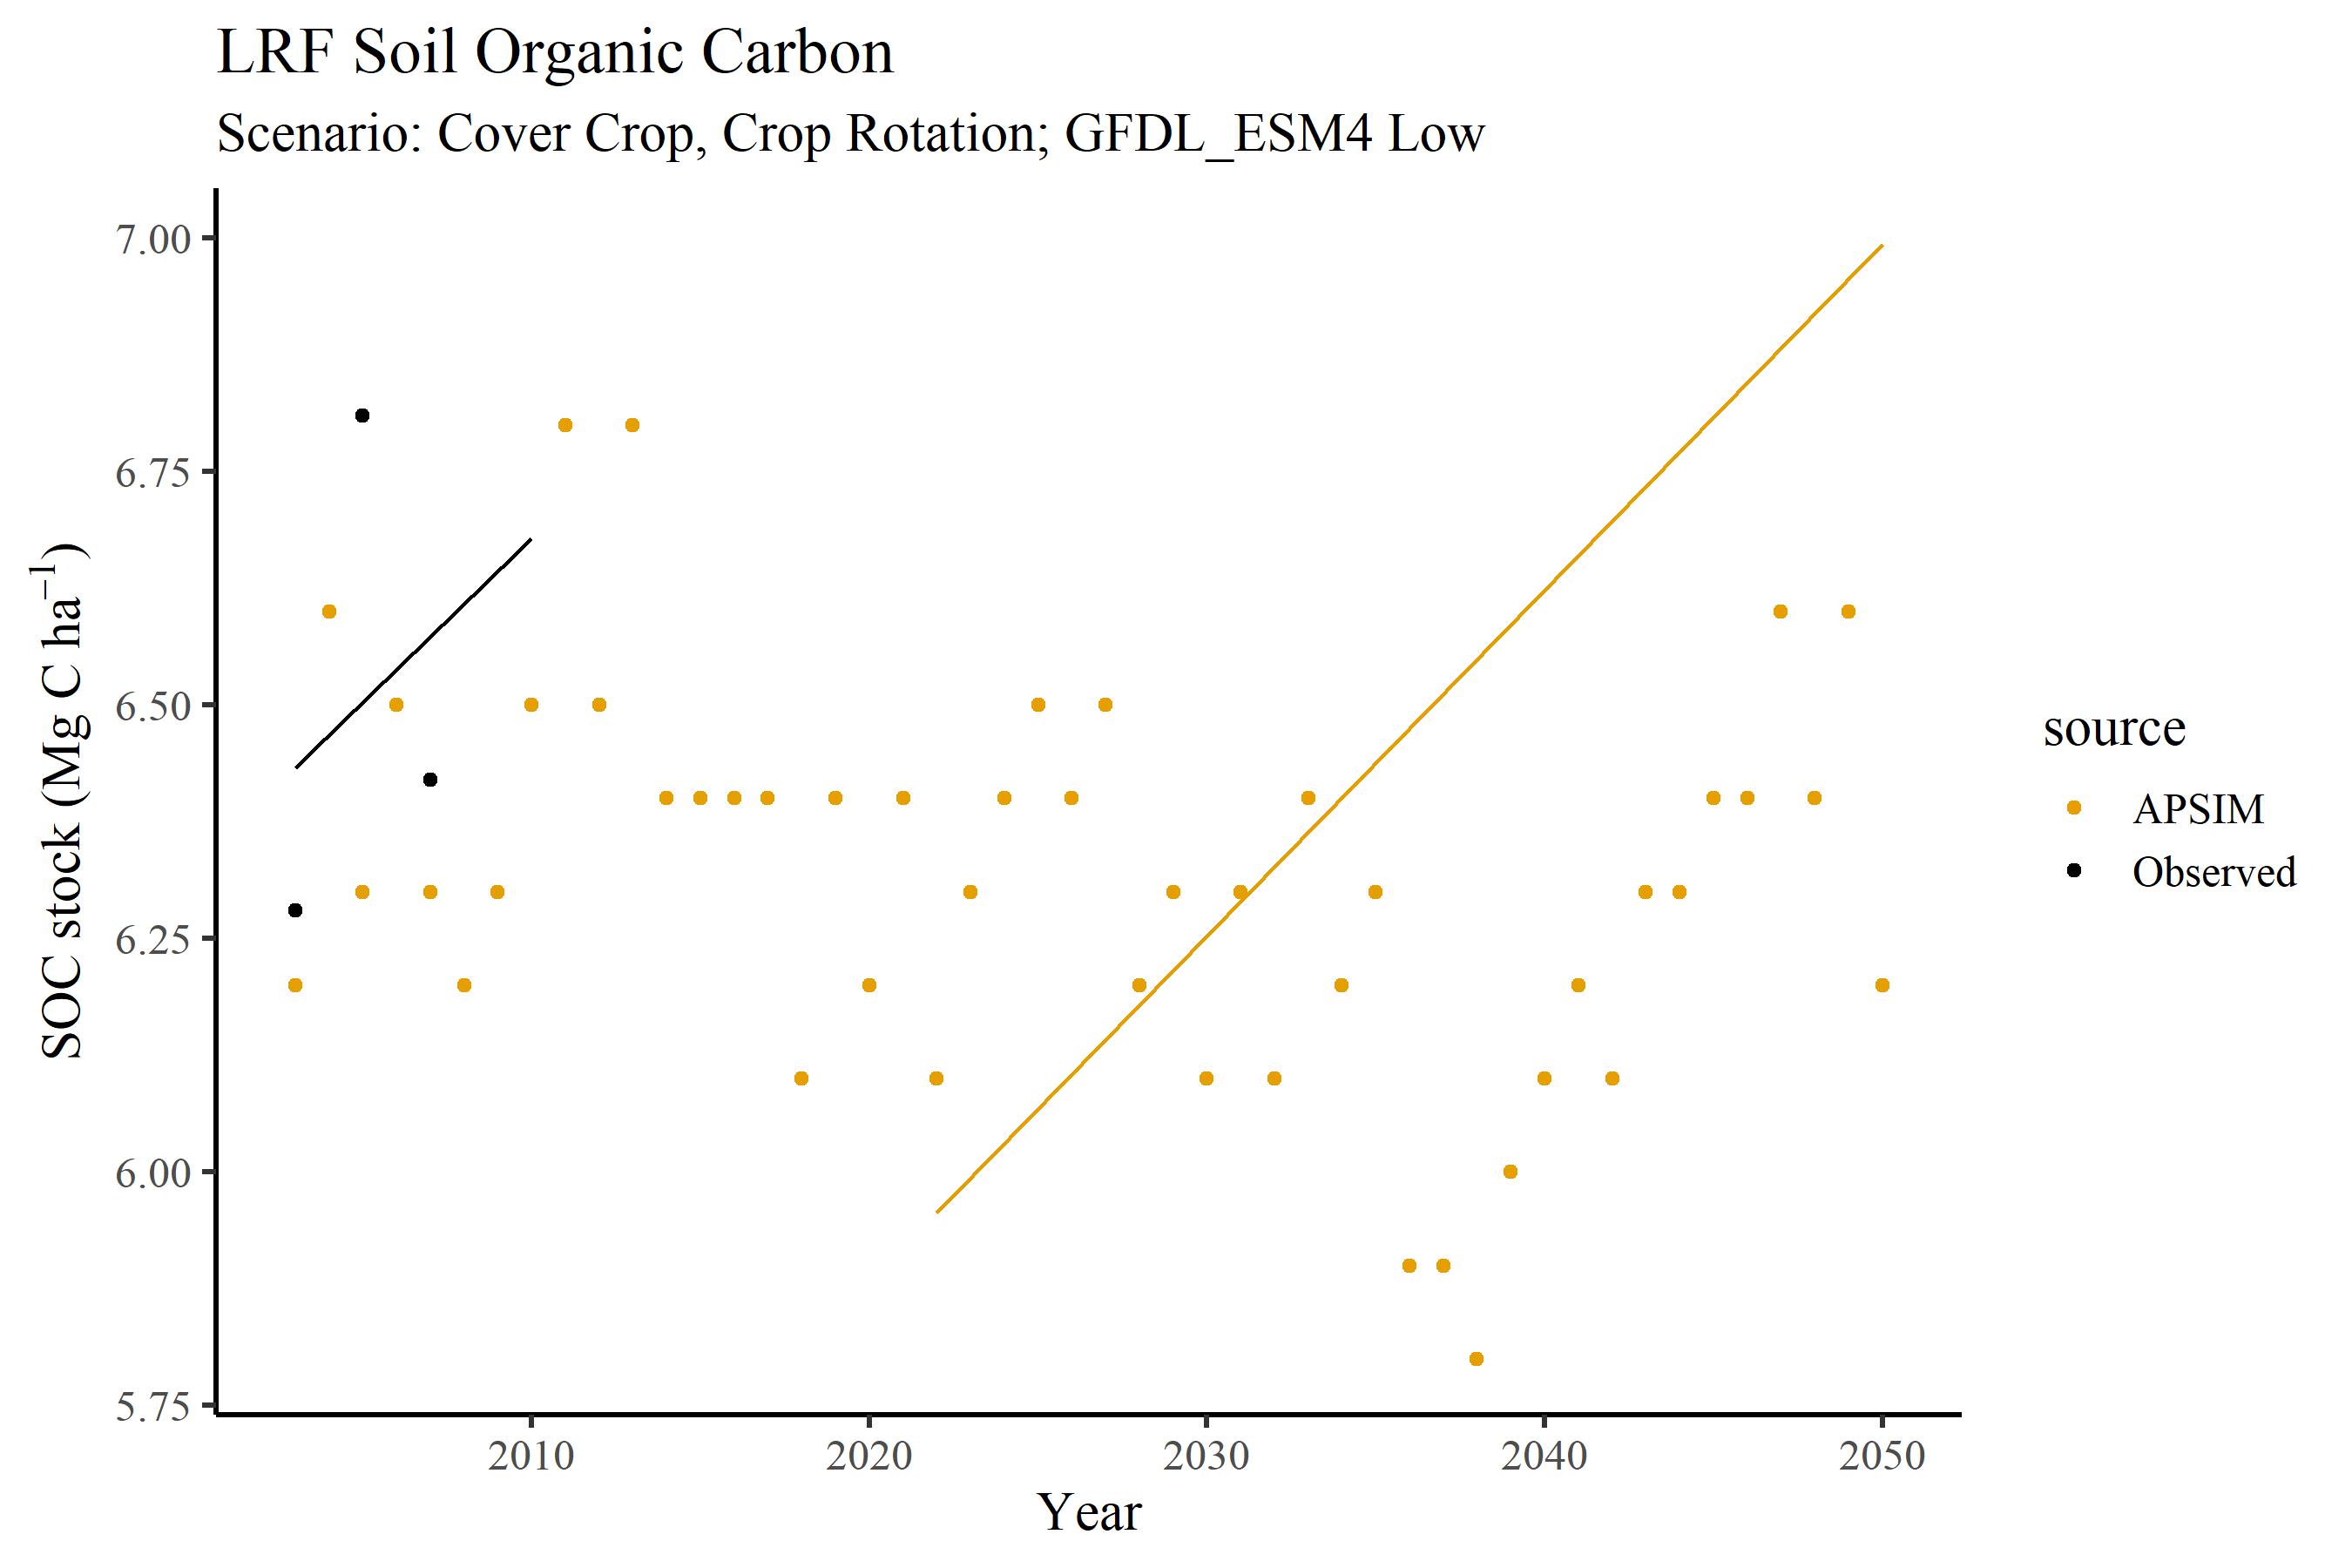 LRF Soil Organic Carbon
Scenario: Cover Crop, Crop Rotation; GFDL_ESM4 Low
SOC stock (Mg C ha⁻¹)
7.00
6.75
6.50
6.25
6.00
5.75
2010
2020
2030
2040
2050
Year
source
APSIM
Observed